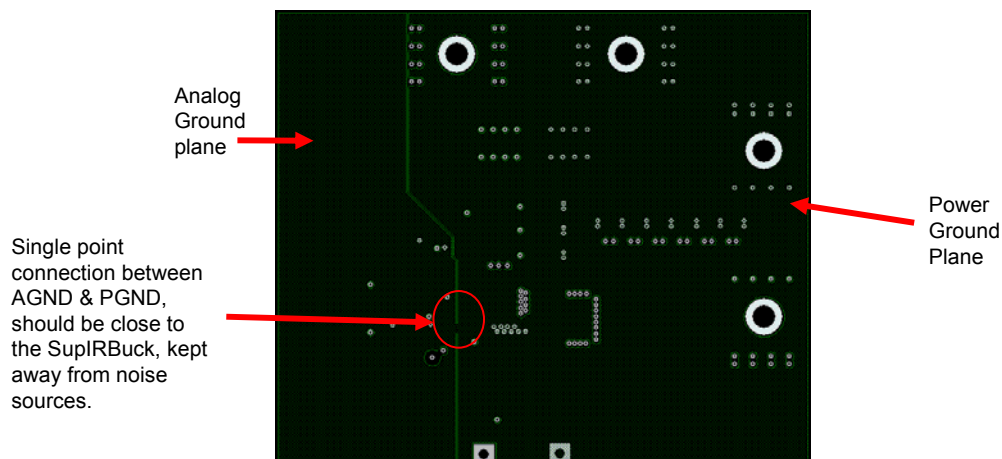 Analog
Ground
plane
Single point
connection between
AGND & PGND,
should be close to
the SupIRBuck, kept
away from noise
sources.
Power
Ground
Plane